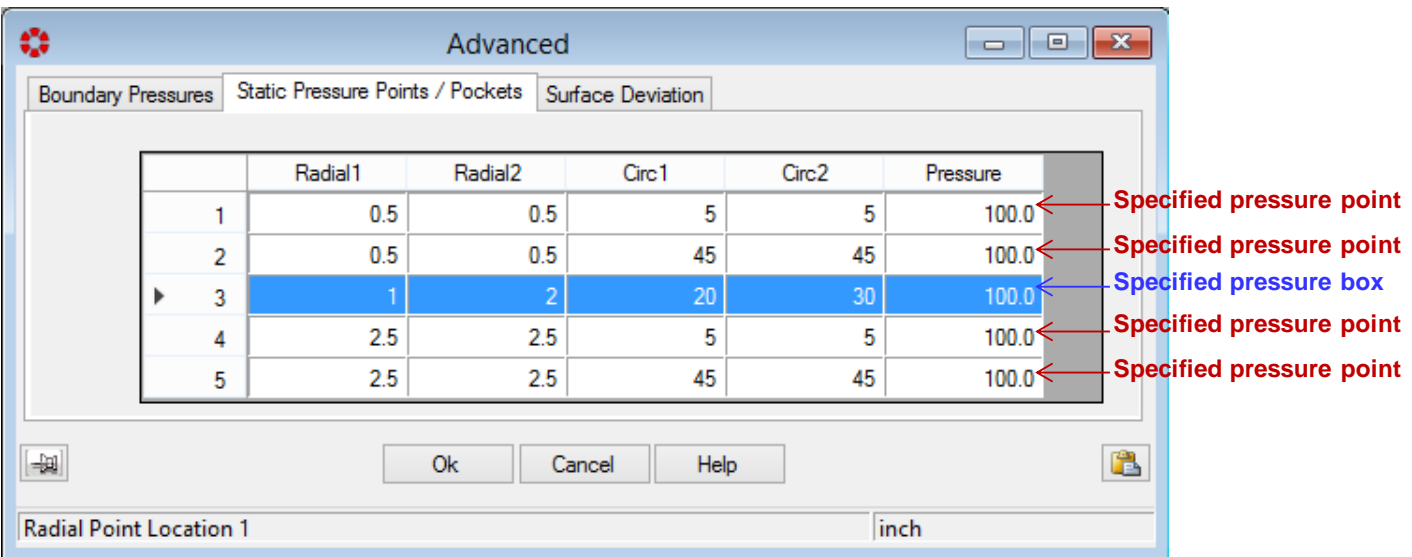 Advanced
Boundary Pressures Static Pressure Points / Pockets Surface Deviation
Radial1 Radial2 Circ1 Circ2 Pressure
1 0.5 0.5 5 5 100.0 Specified pressure point
2 0.5 0.5 45 45 100.0 Specified pressure point
3 1 2 20 30 100.0 Specified pressure box
4 2.5 2.5 5 5 100.0 Specified pressure point
5 2.5 2.5 45 45 100.0 Specified pressure point
Ok Cancel Help
Radial Point Location 1 inch